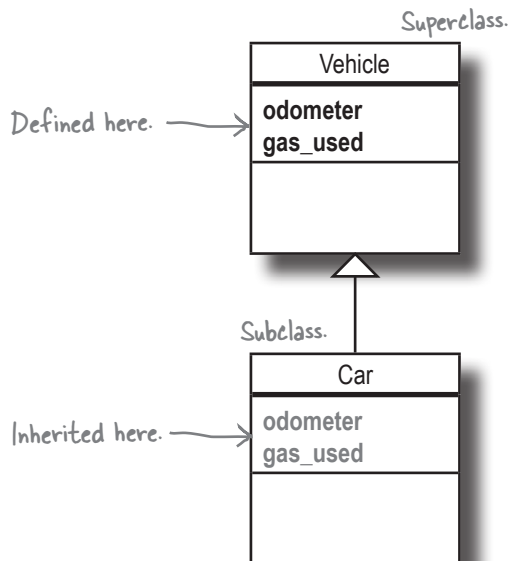 Superclass.
Vehicle
Defined here.
odometer
gas_used
Subclass.
Car
Inherited here.
odometer
gas_used